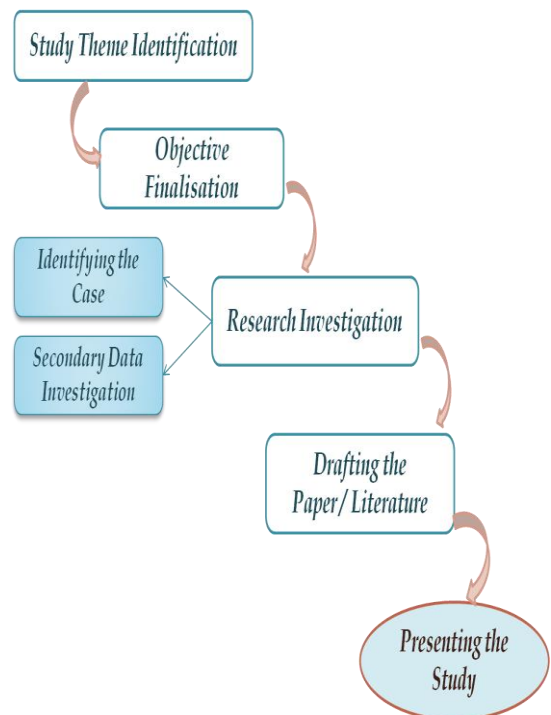 Study Theme Identification
Objective
Finalisation
Identifying the
Case
Research Investigation
Secondary Data
Investigation
Drafting the
Paper/ Literature
Presenting the
Study